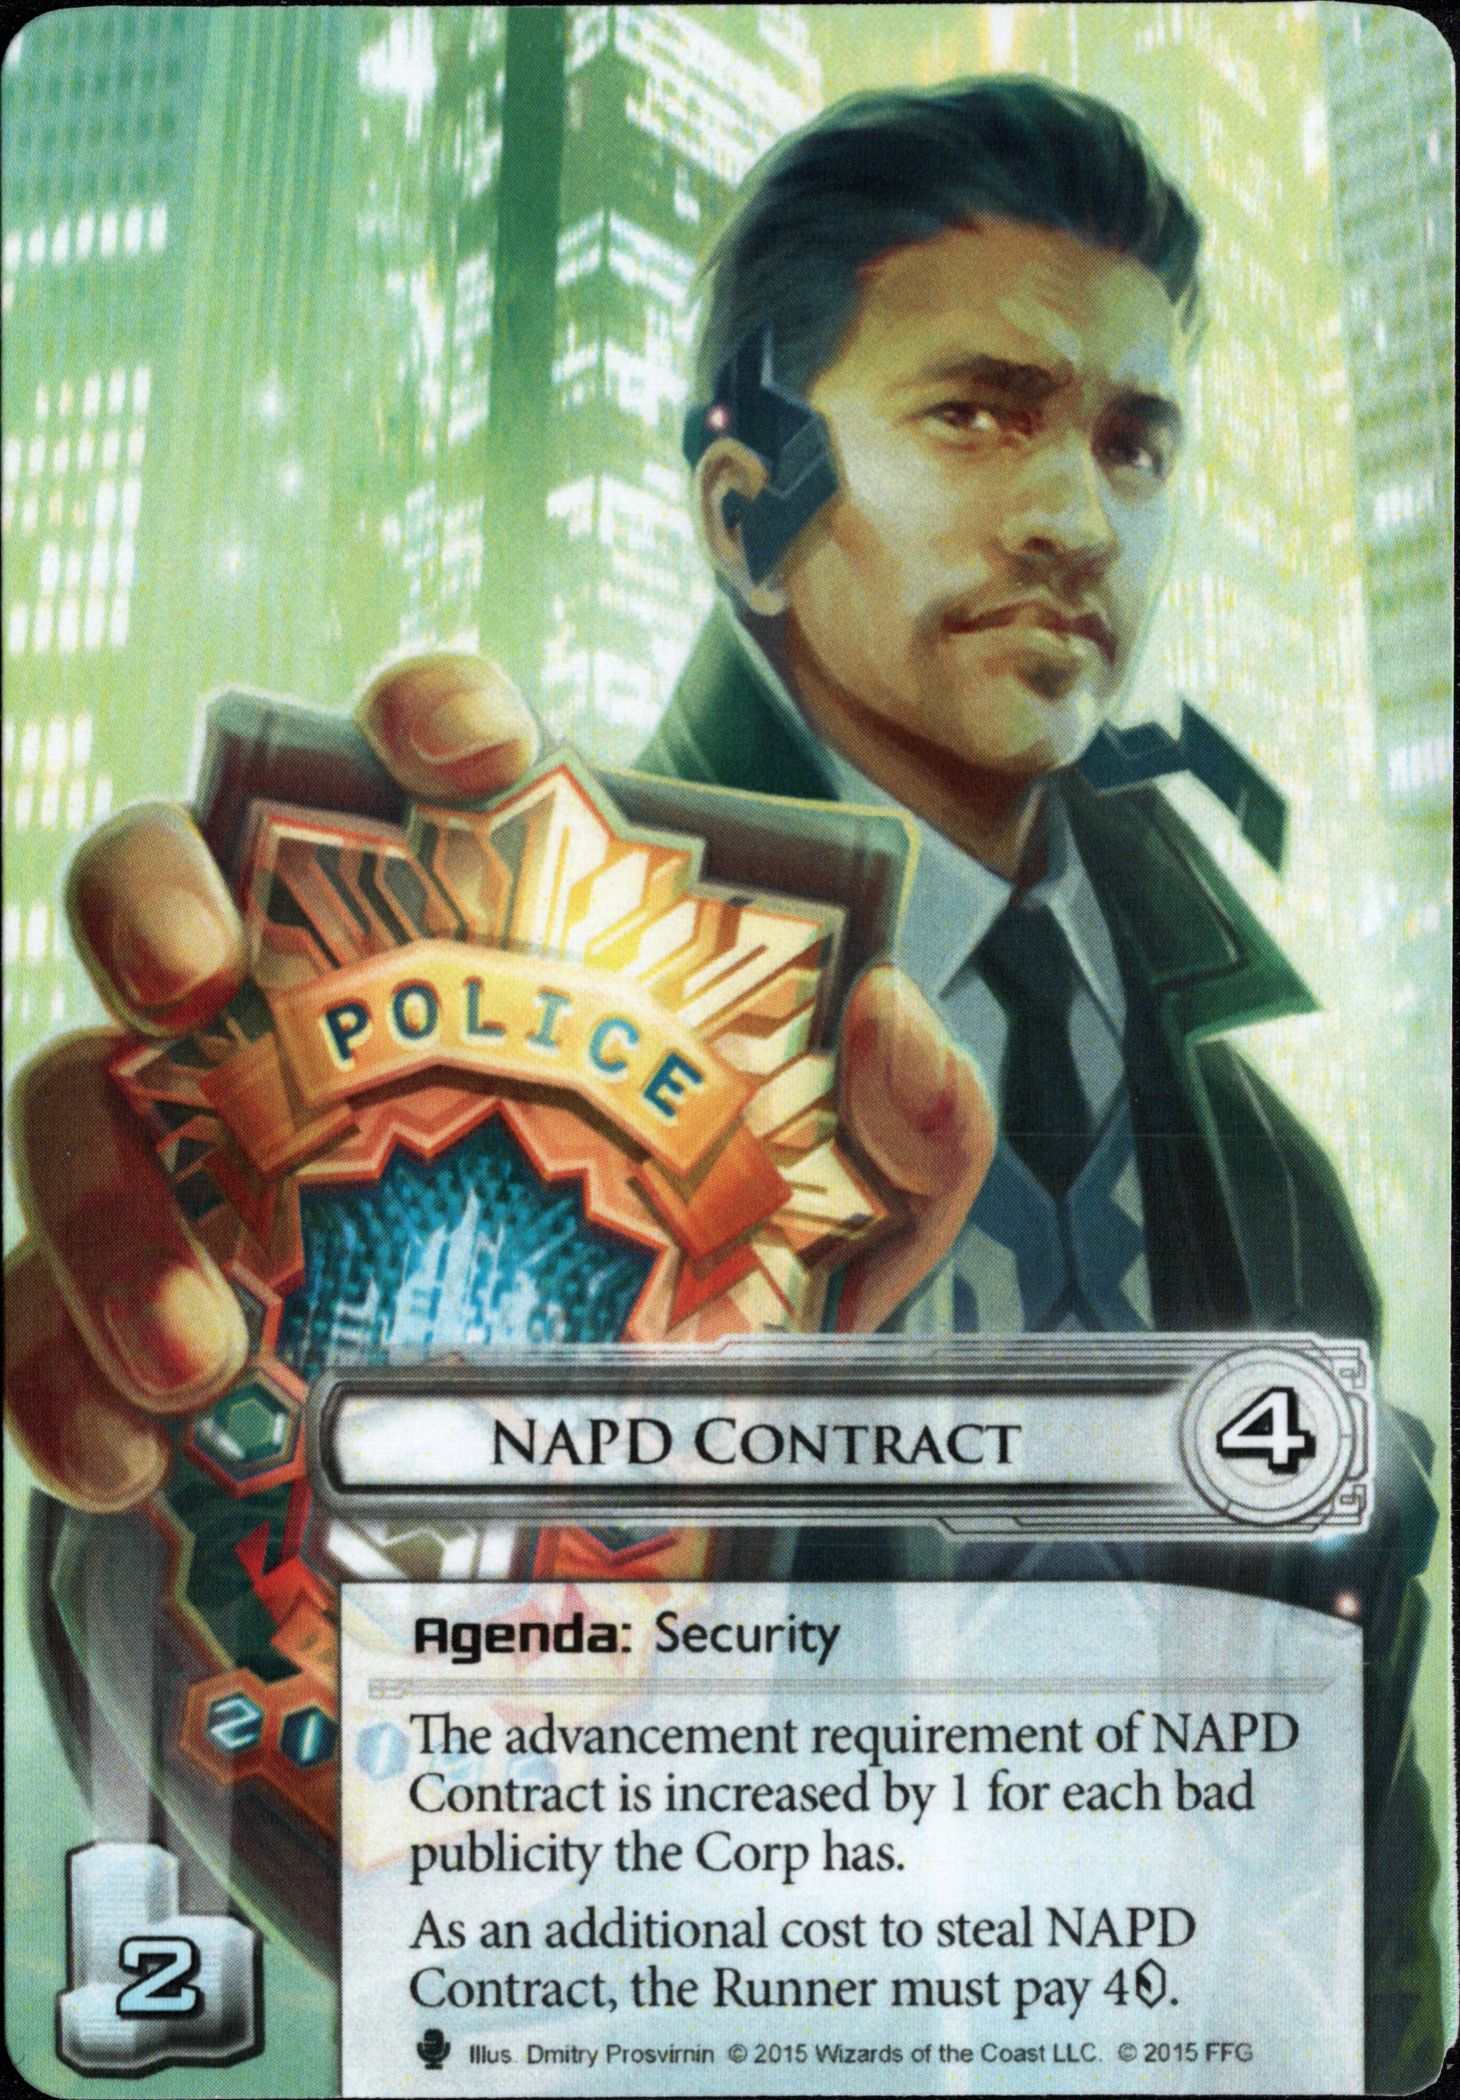 POLICE
NAPD CONTRACT
4
Agenda: Security
21
The advancement requirement of NAPD
Contract is increased by 1 for each bad
publicity the Corp has.
As an additional cost to steal NAPD
Contract, the Runner must pay 4.
2
Illus. Dmitry Prosvirnin © 2015 Wizards of the Coast LLC. © 2015 FFG